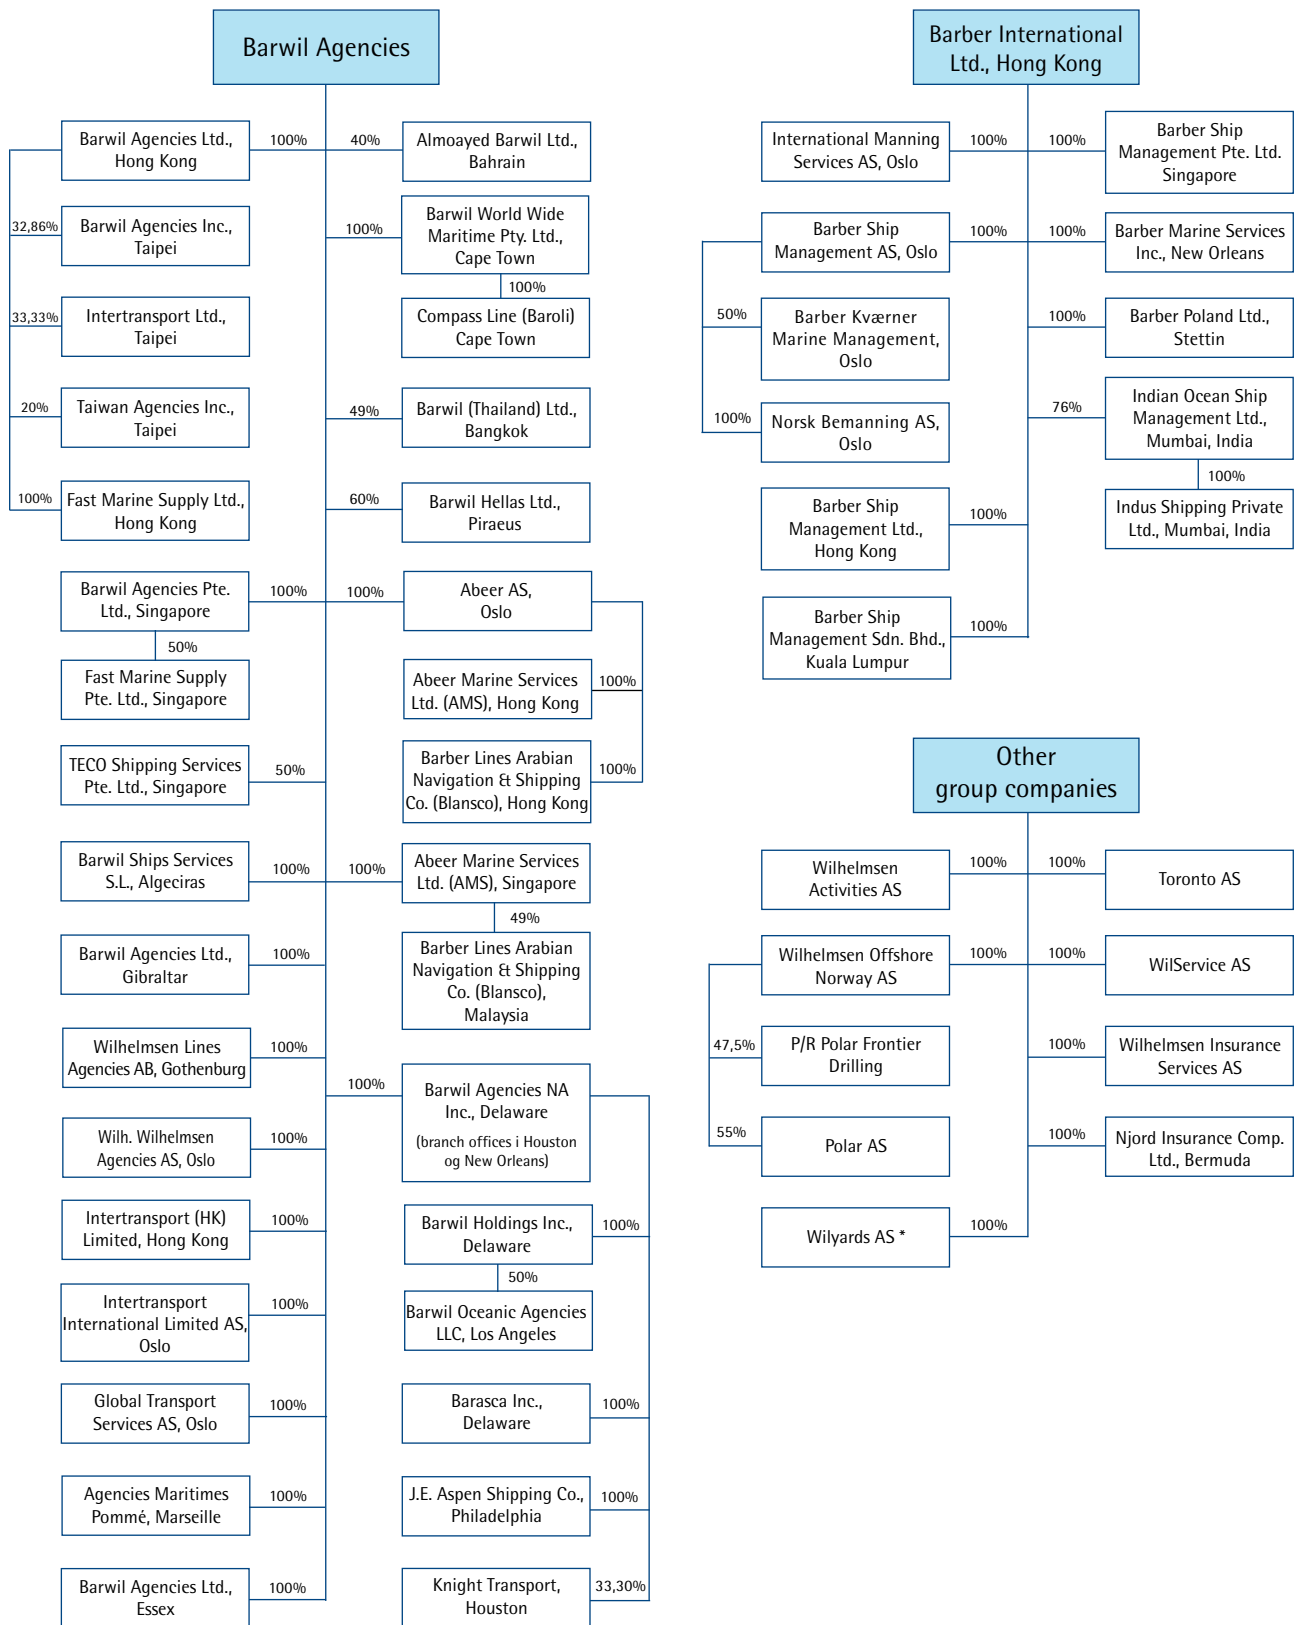 Barwil Agencies
Barwil Agencies Ltd.,
Hong Kong
100%
40%
Almoayed Barwil Ltd.,
Bahrain
32,86%
Barwil Agencies Inc.,
Taipei
100%
Barwil World Wide
Maritime Pty. Ltd.,
Cape Town
100%
33,33%
Intertransport Ltd.,
Taipei
Compass Line (Baroli)
Cape Town
20%
Taiwan Agencies Inc.,
Taipei
49%
Barwil (Thailand) Ltd.,
Bangkok
100%
Fast Marine Supply Ltd.,
Hong Kong
60%
Barwil Hellas Ltd.,
Piraeus
Barwil Agencies Pte.
Ltd., Singapore
100%
100%
Abeer AS,
Oslo
50%
Fast Marine Supply
Pte. Ltd., Singapore
Abeer Marine Services
Ltd. (AMS), Hong Kong
100%
TECO Shipping Services
Pte. Ltd., Singapore
50%
Barber Lines Arabian
Navigation & Shipping
Co. (Blansco), Hong Kong
100%
Barwil Ships Services
S.L., Algeciras
100%
100%
Abeer Marine Services
Ltd. (AMS), Singapore
49%
Barwil Agencies Ltd.,
Gibraltar
100%
Barber Lines Arabian
Navigation & Shipping
Co. (Blansco),
Malaysia
Wilhelmsen Lines
Agencies AB, Gothenburg
100%
100%
Barwil Agencies NA
Inc., Delaware
(branch offices i Houston
og New Orleans)
Wilh. Wilhelmsen
Agencies AS, Oslo
100%
Intertransport (HK)
Limited, Hong Kong
100%
Barwil Holdings Inc.,
Delaware
100%
50%
Intertransport
International Limited AS,
Oslo
100%
Barwil Oceanic Agencies
LLC, Los Angeles
Global Transport
Services AS, Oslo
100%
Barasca Inc.,
Delaware
100%
Agencies Maritimes
Pommé, Marseille
100%
J.E. Aspen Shipping Co.,
Philadelphia
100%
Barwil Agencies Ltd.,
Essex
100%
Knight Transport,
Houston
33,30%
Barber International
Ltd., Hong Kong
International Manning
Services AS, Oslo
100%
100%
Barber Ship
Management Pte. Ltd.
Singapore
Barber Ship
Management AS, Oslo
100%
100%
Barber Marine Services
Inc., New Orleans
50%
Barber Kværner
Marine Management,
Oslo
100%
Barber Poland Ltd.,
Stettin
100%
Norsk Bemanning AS,
Oslo
76%
Indian Ocean Ship
Management Ltd.,
Mumbai, India
100%
Barber Ship
Management Ltd.,
Hong Kong
100%
Indus Shipping Private
Ltd., Mumbai, India
Barber Ship
Management Sdn. Bhd.,
Kuala Lumpur
100%
Other
group companies
Wilhelmsen
Activities AS
100%
100%
Toronto AS
Wilhelmsen Offshore
Norway AS
100%
100%
WilService AS
47,5%
P/R Polar Frontier
Drilling
100%
Wilhelmsen Insurance
Services AS
55%
Polar AS
100%
Njord Insurance Comp.
Ltd., Bermuda
Wilyards AS *
100%